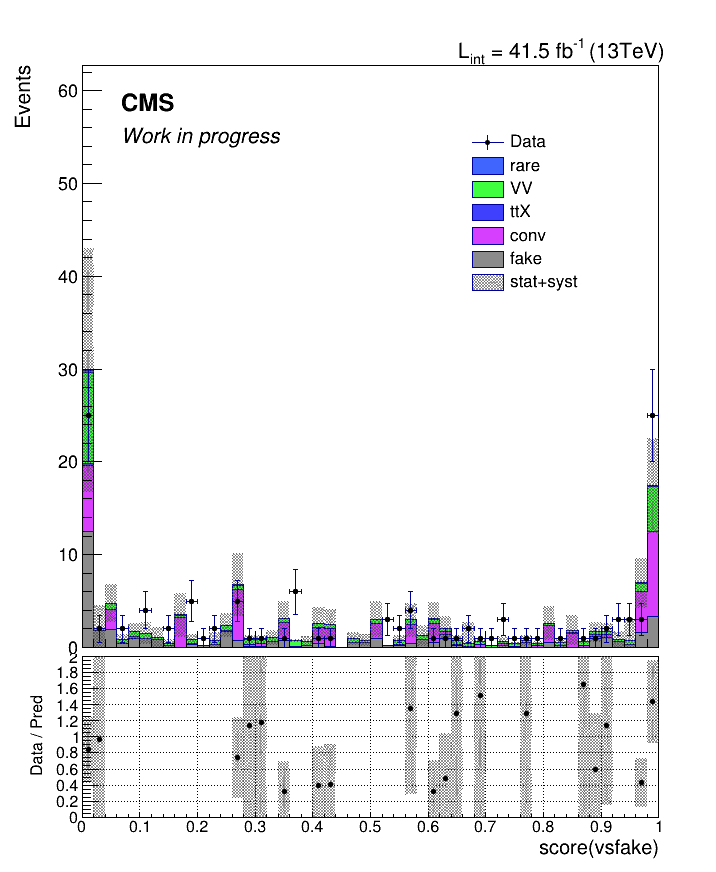 L_int = 41.5 fb^-1 (13TeV)
Events
CMS
Work in progress
Data
rare
VV
ttX
conv
fake
stat+syst
60
50
40
30
20
10
0
Data / Pred
2
1.8
1.6
1.4
1.2
1
0.8
0.6
0.4
0.2
0
0 0.1 0.2 0.3 0.4 0.5 0.6 0.7 0.8 0.9 1
score(vsfake)